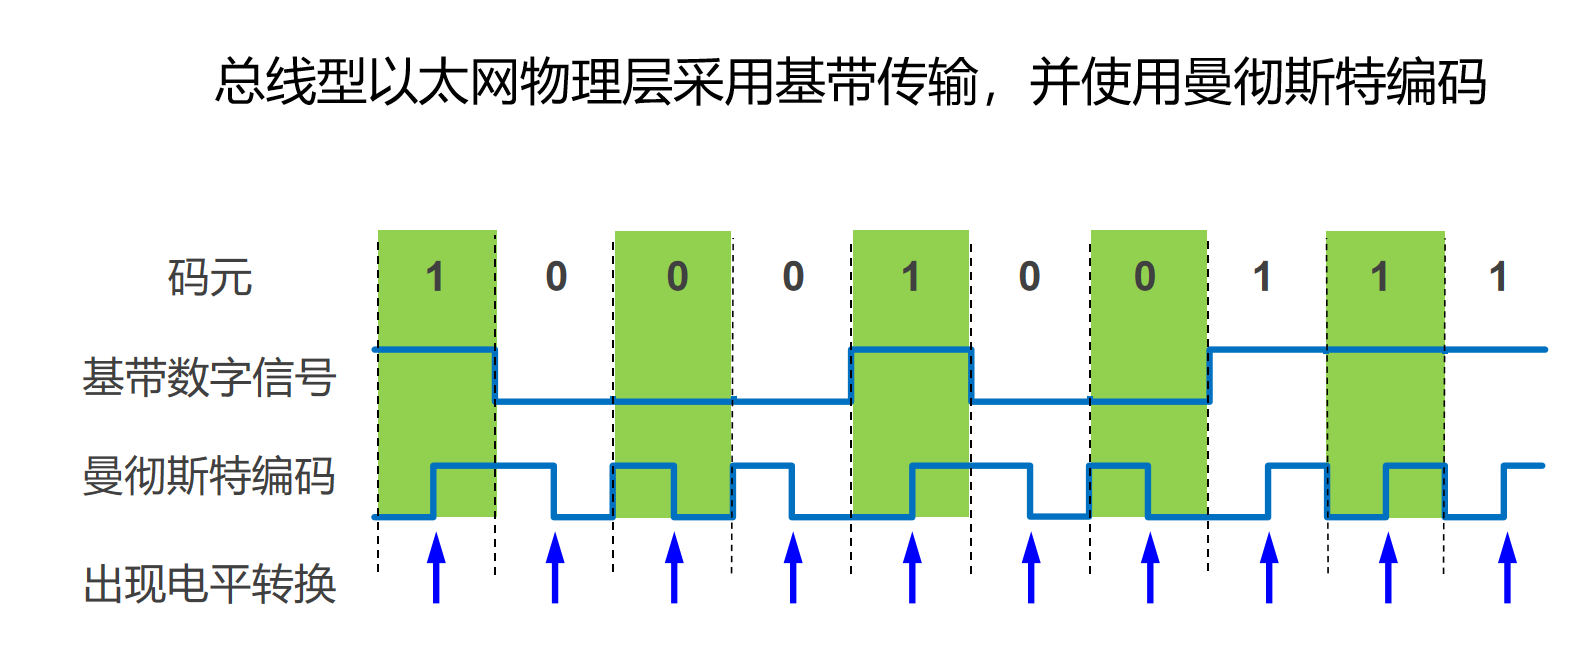 总线型以太网物理层采用基带传输，并使用曼彻斯特编码
码元 1 0 0 0 1 0 0 1 1 1
基带数字信号
曼彻斯特编码
出现电平转换